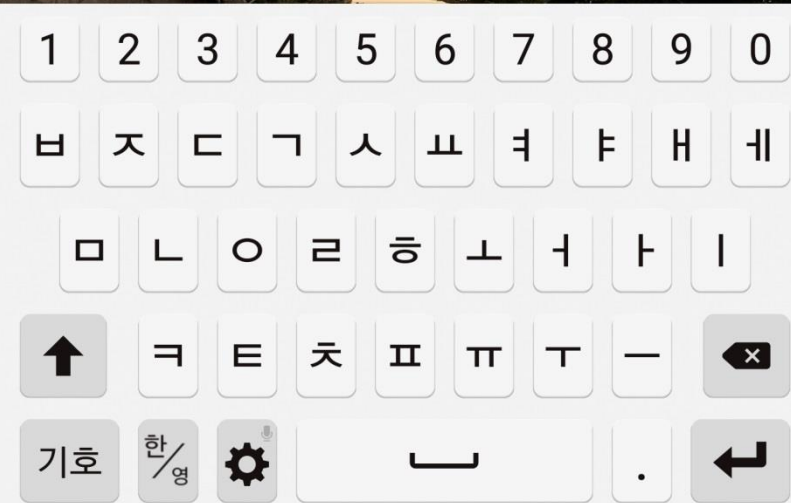 1 2 3 4 5 6 7 8 9 0
ㅂ ㅈ ㄷ ㄱ ㅅ ㅛ ㅕ ㅑ ㅐ ㅔ
ㅁ ㄴ ㅇ ㄹ ㅎ ㅗ ㅓ ㅏ ㅣ
ㅋ ㅌ ㅊ ㅍ ㅠ ㅜ ㅡ
기호 한/영 .